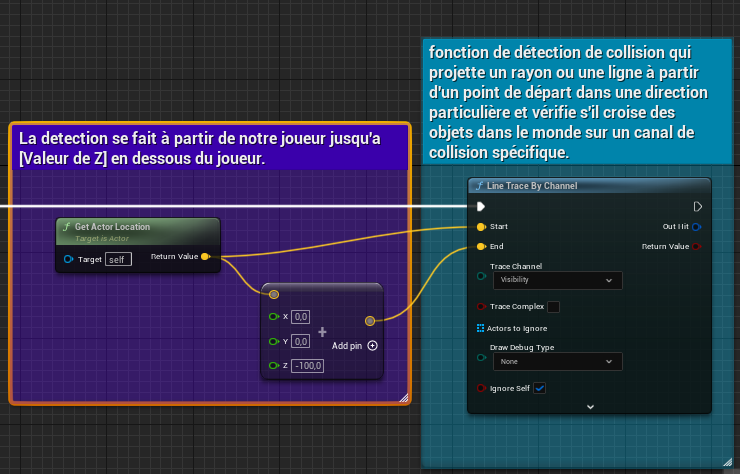 fonction de détection de collision qui
projette un rayon ou une ligne à partir
d'un point de départ dans une direction
particulière et vérifie s'il croise des
objets dans le monde sur un canal de
collision spécifique.
La detection se fait à partir de notre joueur jusqu'a
[Valeur de Z] en dessous du joueur.
f Line Trace By Channel
Start
Out Hit
End
Return Value
Trace Channel
Visibility
Trace Complex
Actors to Ignore
Draw Debug Type
None
Ignore Self
f Get Actor Location
Target is Actor
Target self
Return Value
X 0,0
Y 0,0
Z -100,0
+
Add pin